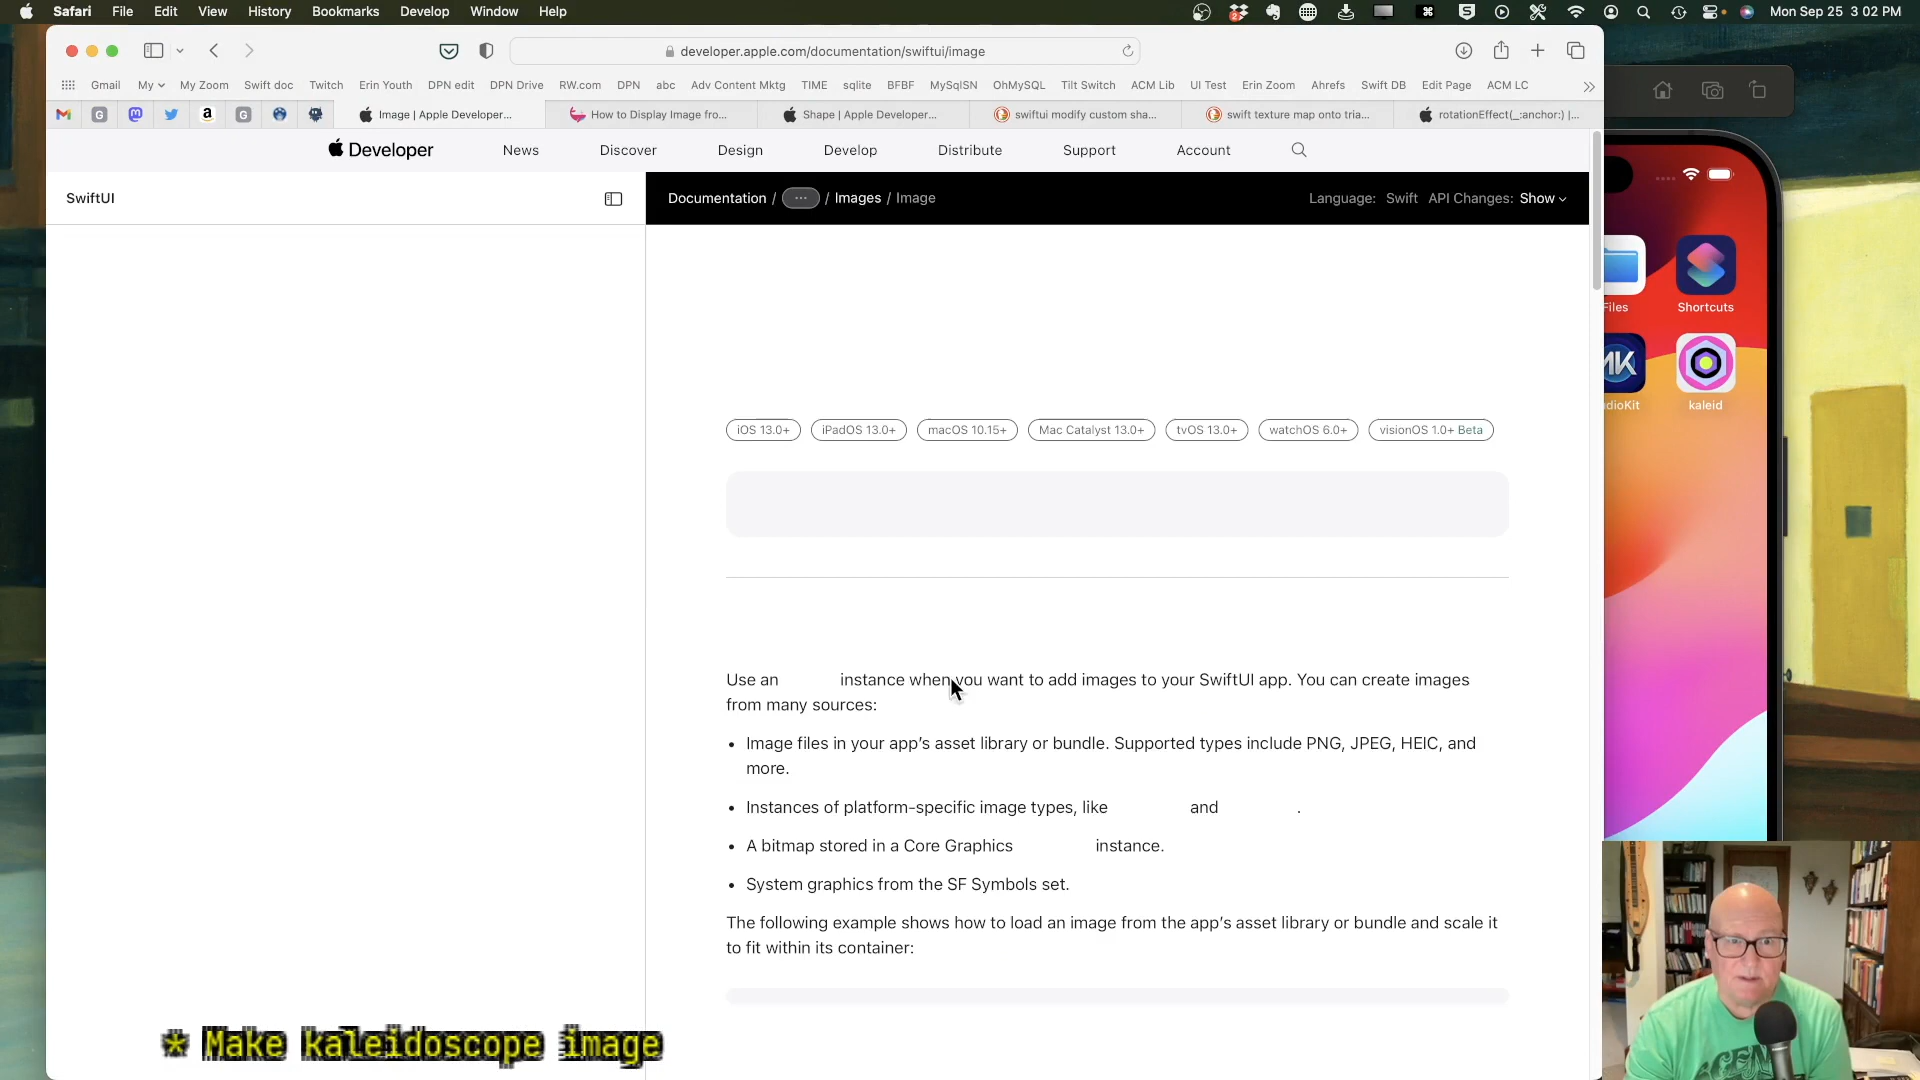 Safari File Edit View History Bookmarks Develop Window Help
Mon Sep 25 3 02 PM
developer.apple.com/documentation/swiftui/image
Gmail My My Zoom Swift doc Twitch Erin Youth DPN edit DPN Drive RW.com DPN abc Adv Content Mktg TIME sqlite BFBF MySqlSN OhMySQL Tilt Switch ACM Lib UI Test Erin Zoom Ahrefs Swift DB Edit Page ACM LC
Image | Apple Developer... How to Display Image fro... Shape | Apple Developer... swiftui modify custom sha... swift texture map onto tria... rotationEffect(_:anchor:) |...
Developer News Discover Design Develop Distribute Support Account
SwiftUI
Documentation / ... / Images / Image
Language: Swift API Changes: Show
iOS 13.0+ iPadOS 13.0+ macOS 10.15+ Mac Catalyst 13.0+ tvOS 13.0+ watchOS 6.0+ visionOS 1.0+ Beta
Use an instance when you want to add images to your SwiftUI app. You can create images
from many sources:
• Image files in your app's asset library or bundle. Supported types include PNG, JPEG, HEIC, and
more.
• Instances of platform-specific image types, like and .
• A bitmap stored in a Core Graphics instance.
• System graphics from the SF Symbols set.
The following example shows how to load an image from the app's asset library or bundle and scale it
to fit within its container:
Files Shortcuts
dioKit kaleid
* Make kaleidoscope image